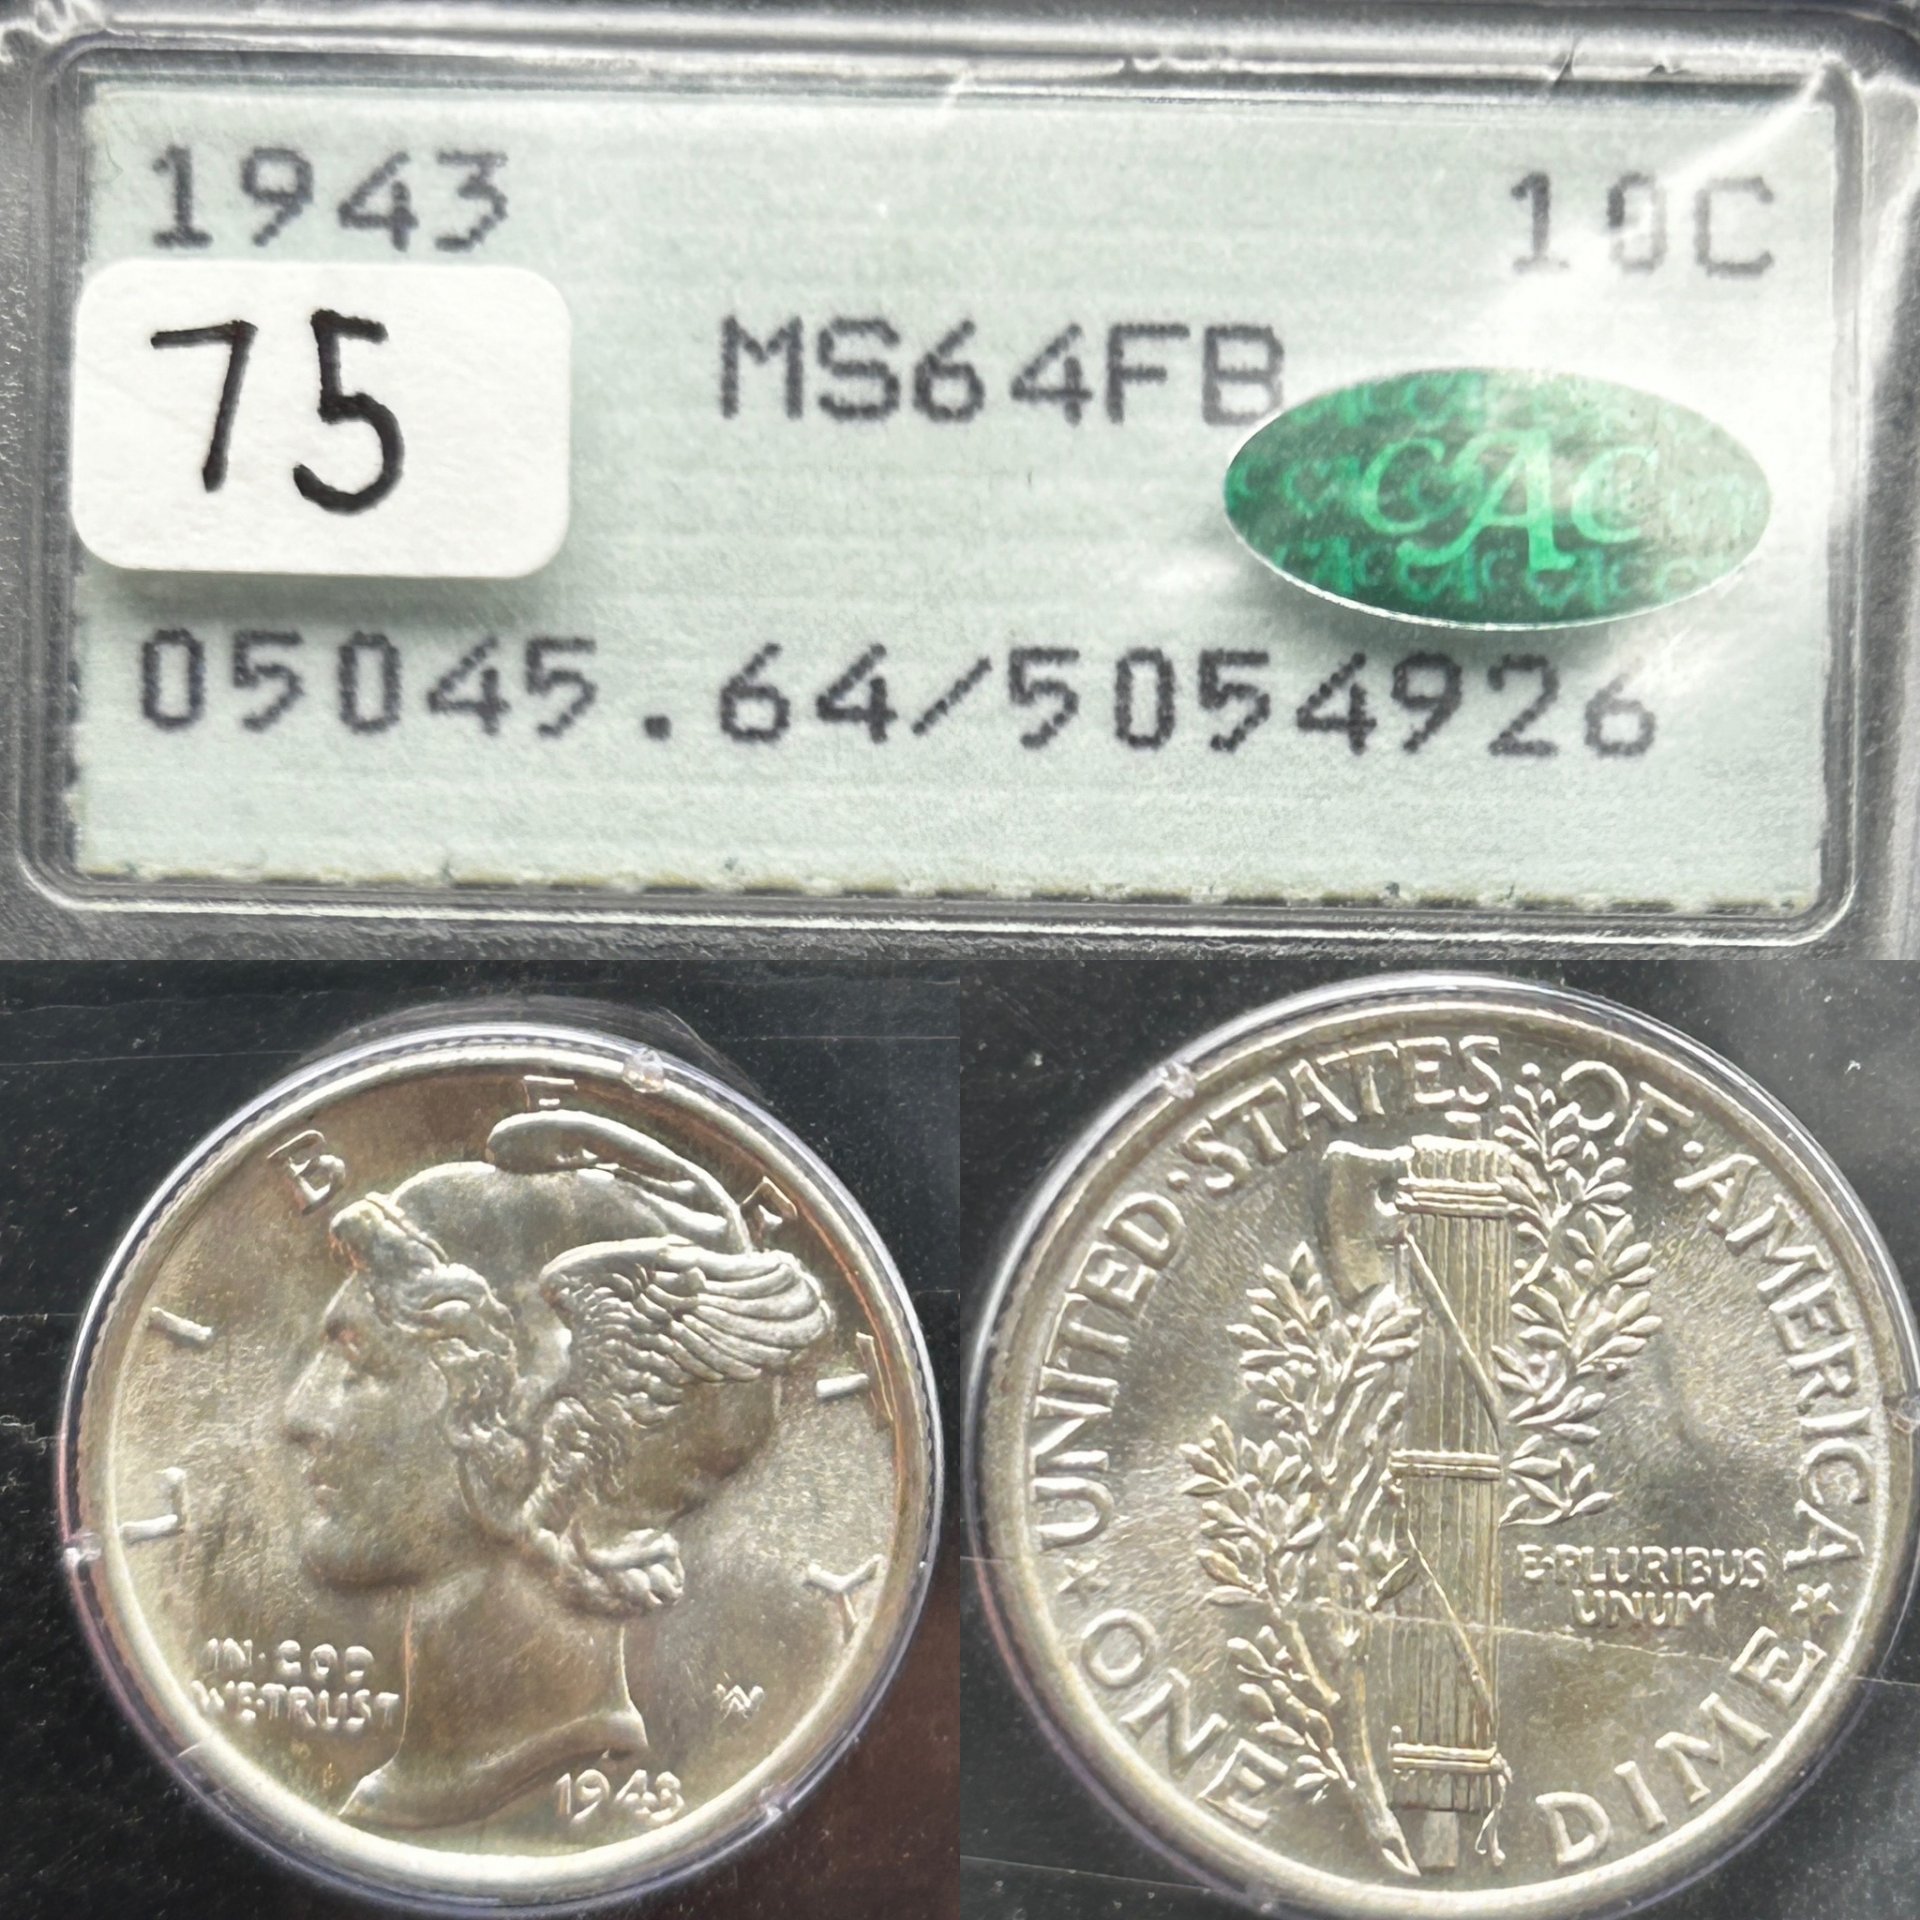 1943 10C
75
MS64FB
CAC
05045.64/5054926
LIBERTY
IN·GOD
WE·TRUST
AW
1943
UNITED·STATES·OF·AMERICA
E·PLURIBUS
UNUM
ONE DIME